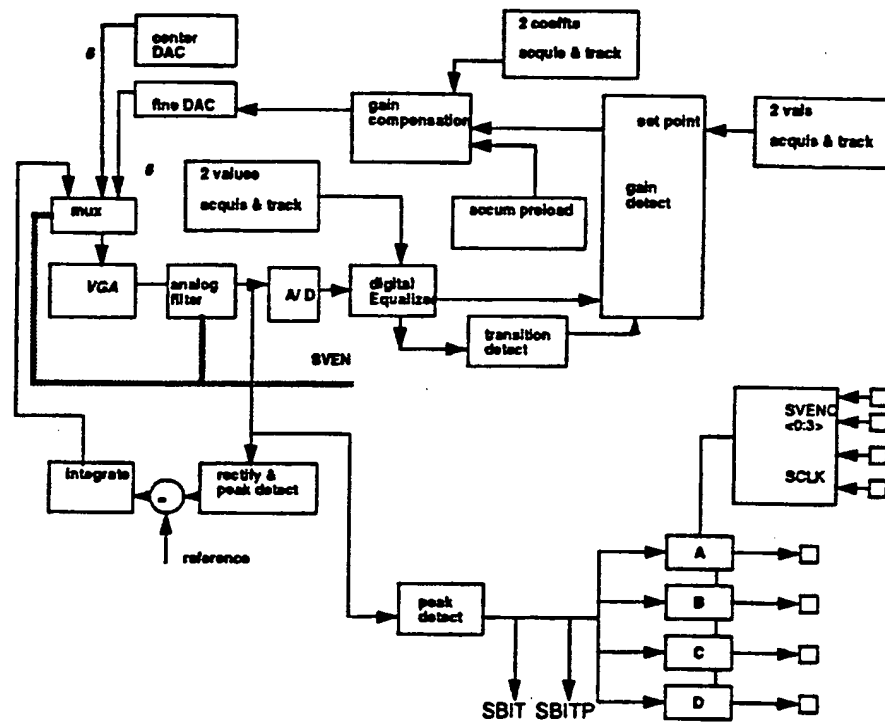 center
DAC
6
fine DAC
2 coeffts
acquie & track
gain
compensation
set point
gain
detect
2 vals
acquis & track
6
2 values
acquis & track
accum preload
mux
VGA
analog
filter
A/D
digital
Equalizer
transition
detect
SVEN
SVENC
<0:3>
SCLK
integrate
-
rectify &
peak detect
reference
peak
detect
A
B
C
D
SBIT
SBITP